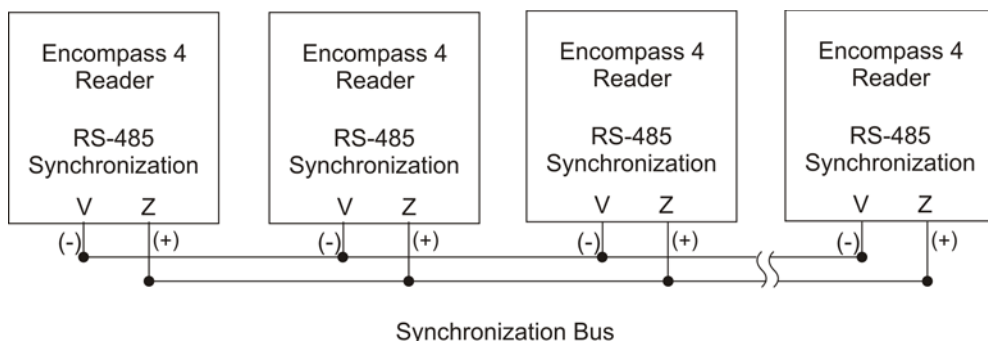 Encompass 4
Reader
RS-485
Synchronization
V Z
(-) (+)
Encompass 4
Reader
RS-485
Synchronization
V Z
(-) (+)
Encompass 4
Reader
RS-485
Synchronization
V Z
(-) (+)
Encompass 4
Reader
RS-485
Synchronization
V Z
(-) (+)
Synchronization Bus